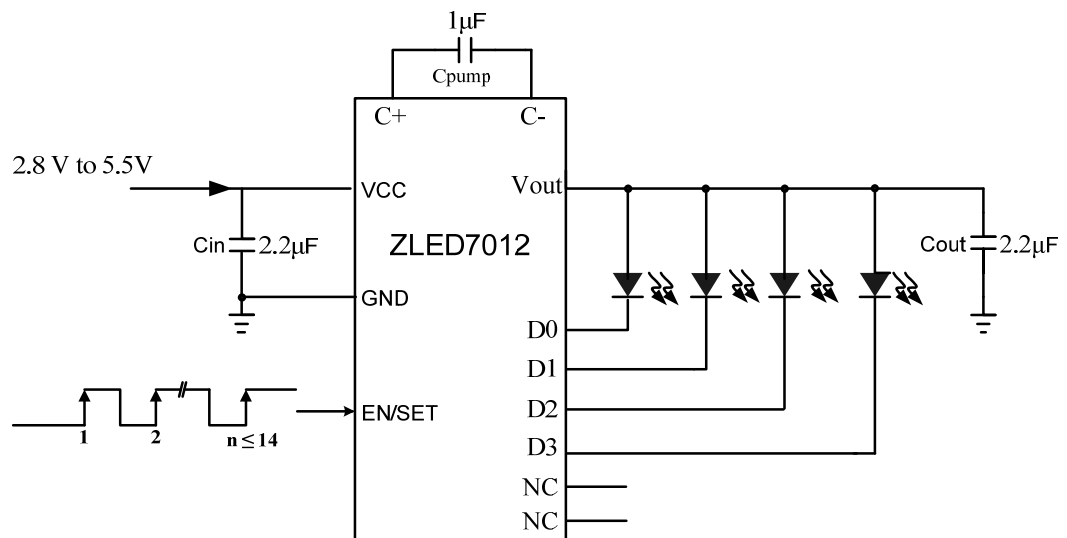 1μF
Cpump
C+ C-
2.8 V to 5.5V
VCC
Vout
Cin 2.2μF
ZLED7012
Cout 2.2μF
GND
D0
D1
EN/SET
D2
1 2 n ≤ 14
D3
NC
NC